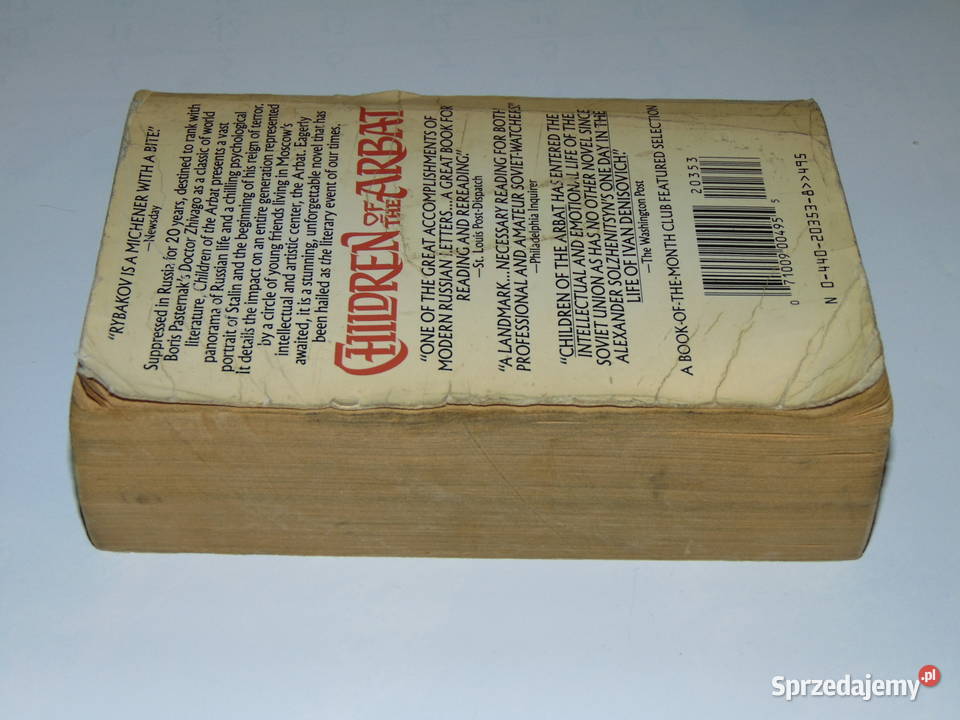 "RYBAKOV IS A MICHENER WITH A BITE."
—Newsday
Suppressed in Russia for 20 years, destined to rank with
Boris Pasternak's Doctor Zhivago as a classic of world
literature, Children of the Arbat presents a vast
panorama of Russian life and a chilling psychological
portrait of Stalin and the beginning of his reign of terror.
It details the impact on an entire generation represented
by a circle of young friends living in Moscow's
intellectual and artistic center, the Arbat. Eagerly
awaited, it is a stunning, unforgettable novel that has
been hailed as the literary event of our times.
CHILDREN OF THE ARBAT
"ONE OF THE GREAT ACCOMPLISHMENTS OF
MODERN RUSSIAN LETTERS...A GREAT BOOK FOR
READING AND REREADING."
—St. Louis Post-Dispatch
"A LANDMARK...NECESSARY READING FOR BOTH
PROFESSIONAL AND AMATEUR SOVIET-WATCHERS."
—Philadelphia Inquirer
"CHILDREN OF THE ARBAT HAS ENTERED THE
INTELLECTUAL AND EMOTIONAL LIFE OF THE
SOVIET UNION AS HAS NO OTHER NOVEL SINCE
ALEXANDER SOLZHENITSYN'S ONE DAY IN THE
LIFE OF IVAN DENISOVICH."
—The Washington Post
A BOOK-OF-THE-MONTH CLUB FEATURED SELECTION
20353
0 71009 00495 5
N 0-440-20353-8>>495
Sprzedajemy.pl